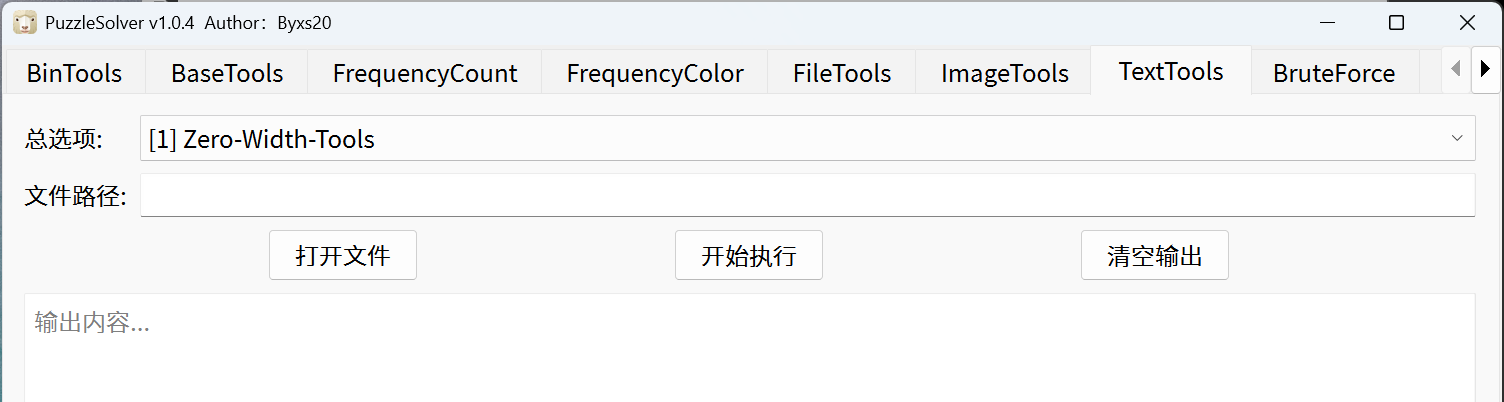 PuzzleSolver v1.0.4 Author：Byxs20
BinTools BaseTools FrequencyCount FrequencyColor FileTools ImageTools TextTools BruteForce
总选项: [1] Zero-Width-Tools
文件路径:
打开文件 开始执行 清空输出
输出内容...